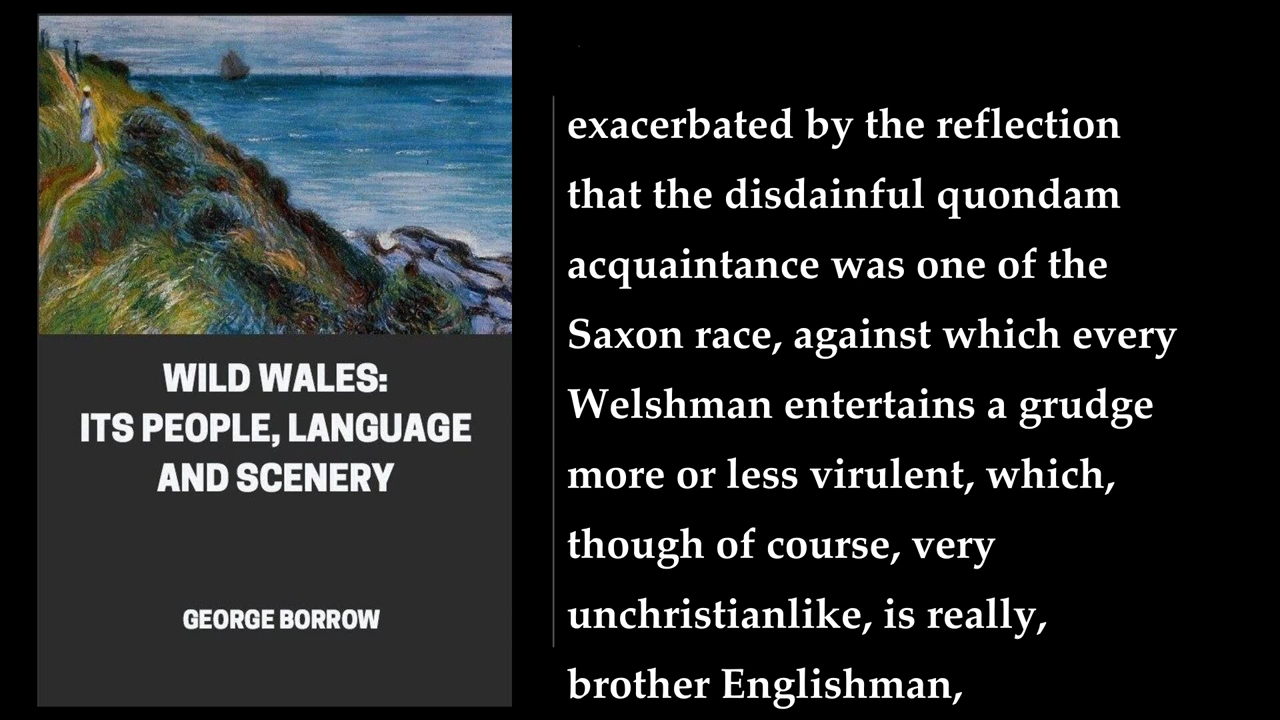 WILD WALES:
ITS PEOPLE, LANGUAGE
AND SCENERY
GEORGE BORROW
exacerbated by the reflection
that the disdainful quondam
acquaintance was one of the
Saxon race, against which every
Welshman entertains a grudge
more or less virulent, which,
though of course, very
unchristianlike, is really,
brother Englishman,